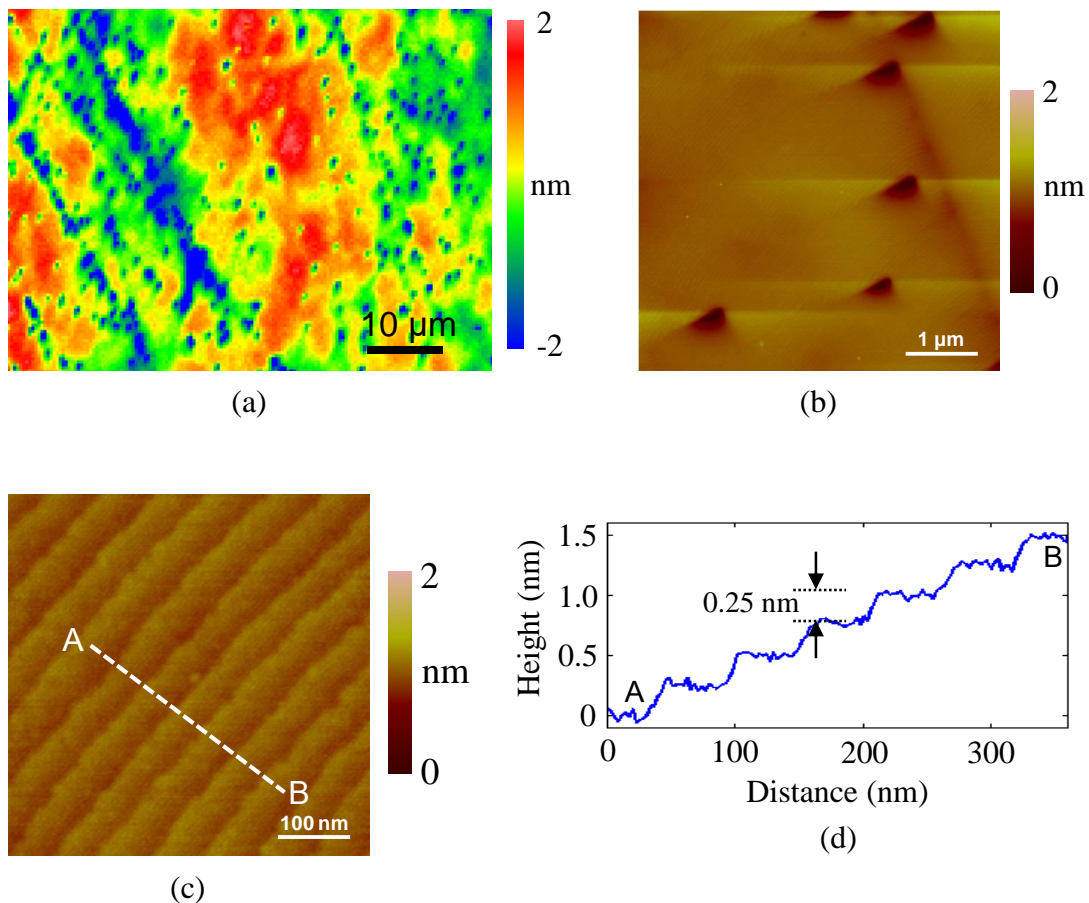 2
nm
-2
10 µm
(a)
2
nm
0
1 µm
(b)
2
nm
0
A
B
100 nm
(c)
Height (nm)
1.5
1.0
0.5
0
0.25 nm
A
B
0
100
200
300
Distance (nm)
(d)